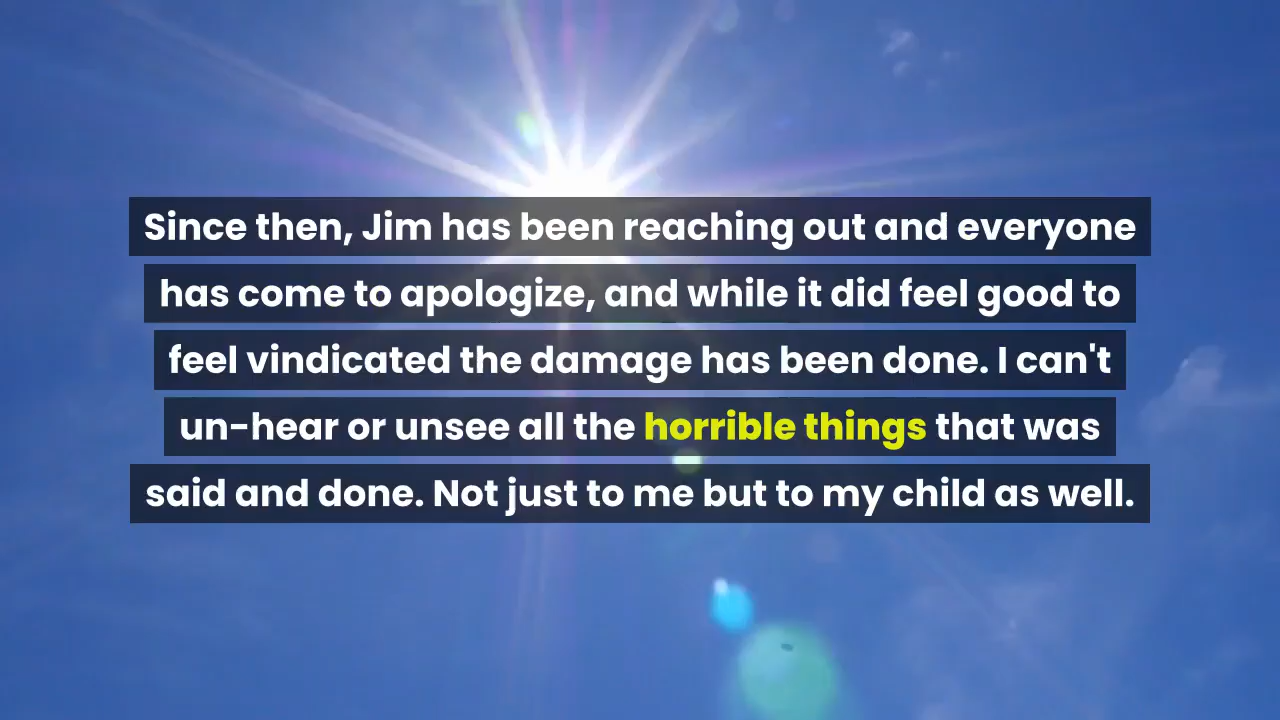 Since then, Jim has been reaching out and everyone
has come to apologize, and while it did feel good to
feel vindicated the damage has been done. I can't
un-hear or unsee all the horrible things that was
said and done. Not just to me but to my child as well.